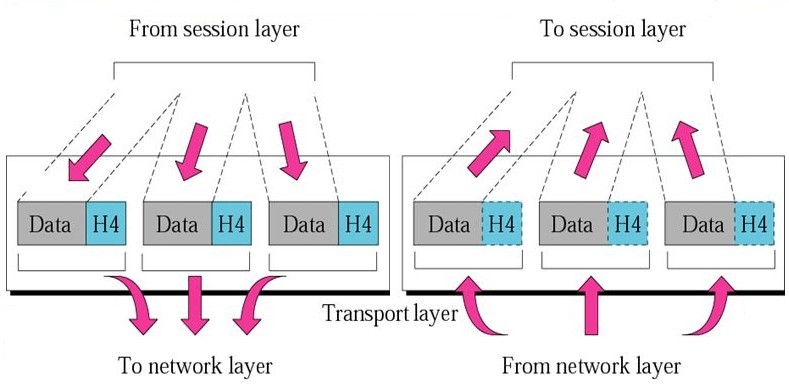 From session layer
To session layer
Data H4 Data H4 Data H4
Data H4 Data H4 Data H4
Transport layer
To network layer
From network layer